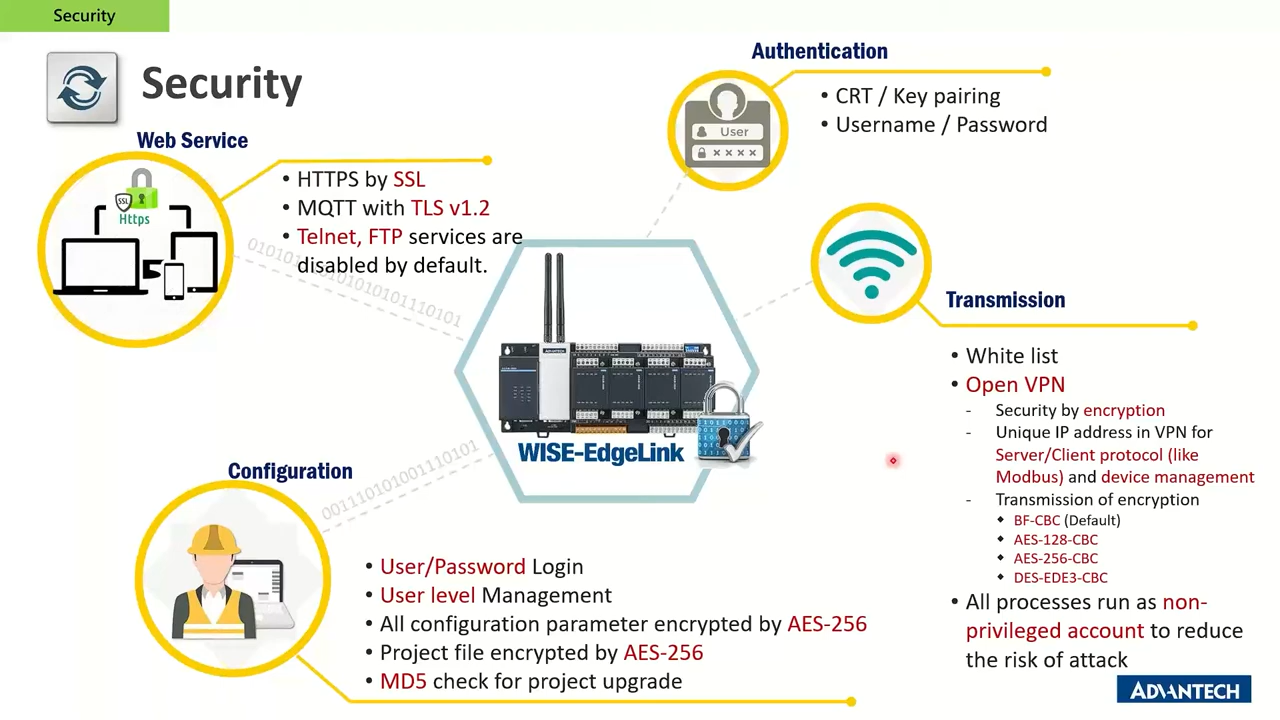 Security
Security
Web Service
SSL
Https
• HTTPS by SSL
• MQTT with TLS v1.2
• Telnet, FTP services are
disabled by default.
010101010101010101110101
Authentication
User
× × × ×
• CRT / Key pairing
• Username / Password
Transmission
• White list
• Open VPN
- Security by encryption
- Unique IP address in VPN for
Server/Client protocol (like
Modbus) and device management
- Transmission of encryption
BF-CBC (Default)
AES-128-CBC
AES-256-CBC
DES-EDE3-CBC
• All processes run as non-
privileged account to reduce
the risk of attack
ADVANTECH
WISE-EdgeLink
Configuration
001110101001110101
• User/Password Login
• User level Management
• All configuration parameter encrypted by AES-256
• Project file encrypted by AES-256
• MD5 check for project upgrade
ADVANTECH